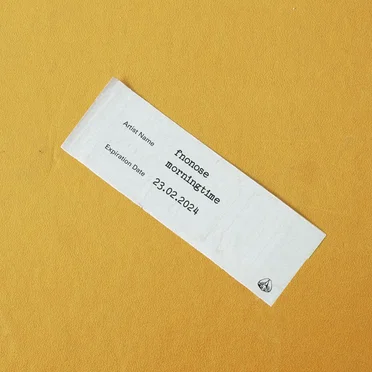 Artist Name
fnonose
morningtime
Expiration Date
23.02.2024